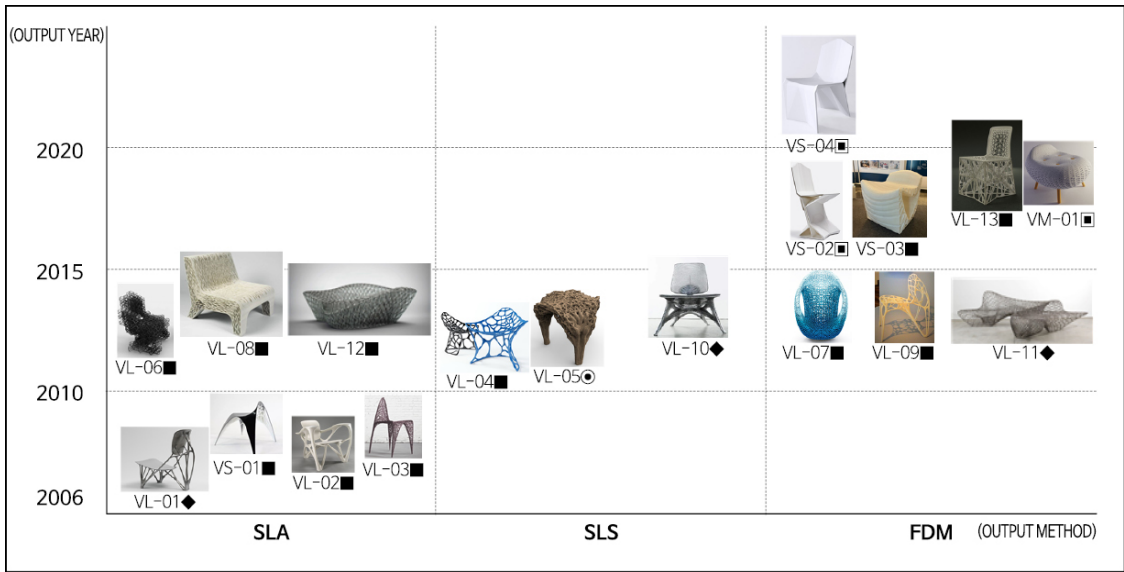 (OUTPUT YEAR)
2020
2015
2010
2006
VS-04▣
VL-13■
VM-01▣
VS-02▣
VS-03■
VL-06■
VL-08■
VL-12■
VL-04■
VL-05◉
VL-10◆
VL-07■
VL-09■
VL-11◆
VL-01◆
VS-01■
VL-02■
VL-03■
SLA
SLS
FDM
(OUTPUT METHOD)